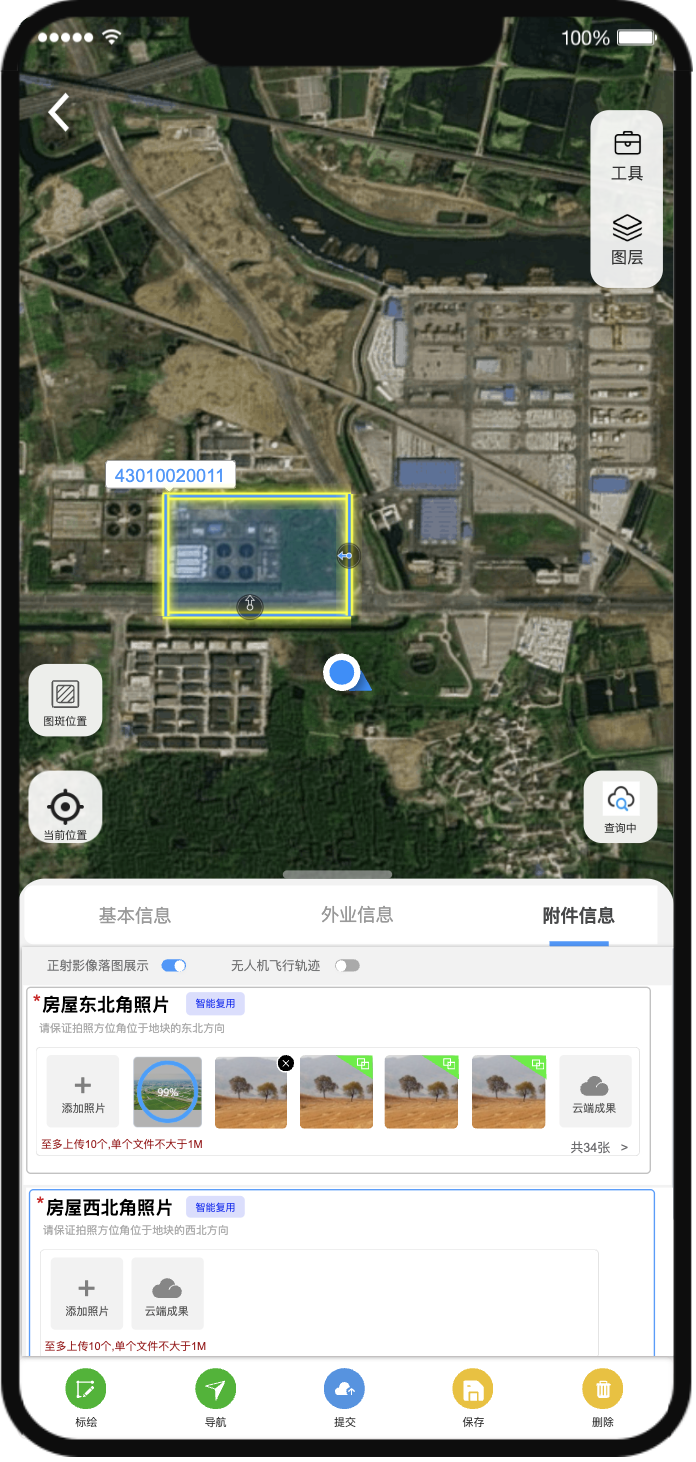 100%
工具
图层
43010020011
图斑位置
当前位置
查询中
基本信息 外业信息 附件信息
正射影像落图展示 无人机飞行轨迹
*房屋东北角照片 智能复用
请保证拍照方位角位于地块的东北方向
添加照片 99% 云端成果
至多上传10个,单个文件不大于1M
共34张 >
*房屋西北角照片 智能复用
请保证拍照方位角位于地块的西北方向
添加照片 云端成果
至多上传10个,单个文件不大于1M
标绘 导航 提交 保存 删除